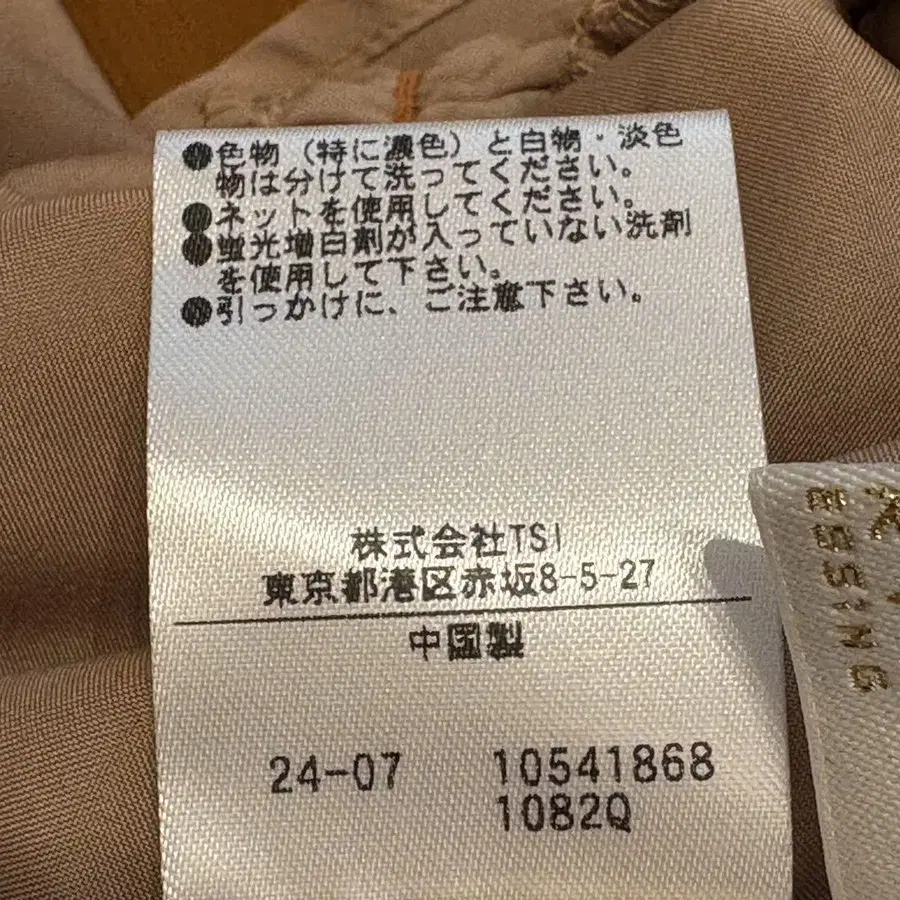 ●色物（特に濃色）と白物・淡色
物は分けて洗ってください。
●ネットを使用してください。
●蛍光増白剤が入っていない洗剤
を使用して下さい。
●引っかけに、ご注意下さい。
株式会社TSI
東京都港区赤坂8-5-27
中国製
24-07 10541868
1082Q